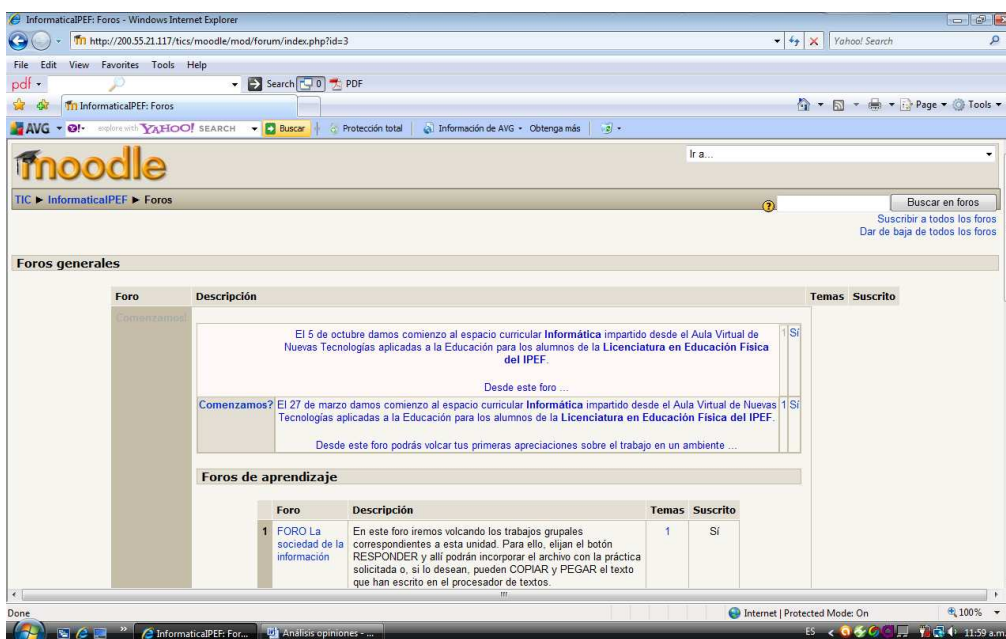 InformaticaIPEF: Foros - Windows Internet Explorer
http://200.55.21.117/tics/moodle/mod/forum/index.php?id=3
Yahoo! Search
File Edit View Favorites Tools Help
pdf Search 0 PDF
InformaticaIPEF: Foros Page Tools
AVG explore with YAHOO! SEARCH Buscar Protección total Información de AVG Obtenga más
moodle Ir a...
TIC ► InformaticaIPEF ► Foros Buscar en foros
Suscribir a todos los foros
Dar de baja de todos los foros
Foros generales
Foro Descripción Temas Suscrito
Comenzamos!
El 5 de octubre damos comienzo al espacio curricular Informática impartido desde el Aula Virtual de 1 Sí
Nuevas Tecnologías aplicadas a la Educación para los alumnos de la Licenciatura en Educación Física
del IPEF.
Desde este foro ...
Comenzamos? El 27 de marzo damos comienzo al espacio curricular Informática impartido desde el Aula Virtual de Nuevas 1 Sí
Tecnologías aplicadas a la Educación para los alumnos de la Licenciatura en Educación Física del IPEF.
Desde este foro podrás volcar tus primeras apreciaciones sobre el trabajo en un ambiente ...
Foros de aprendizaje
Foro Descripción Temas Suscrito
1 FORO La En este foro iremos volcando los trabajos grupales 1 Sí
sociedad de la correspondientes a esta unidad. Para ello, elijan el botón
información RESPONDER y allí podrán incorporar el archivo con la práctica
solicitada o, si lo desean, pueden COPIAR y PEGAR el texto
que han escrito en el procesador de textos.
Done Internet | Protected Mode: On 100%
InformaticaIPEF: For... Análisis opiniones - ... ES 11:59 a.m.